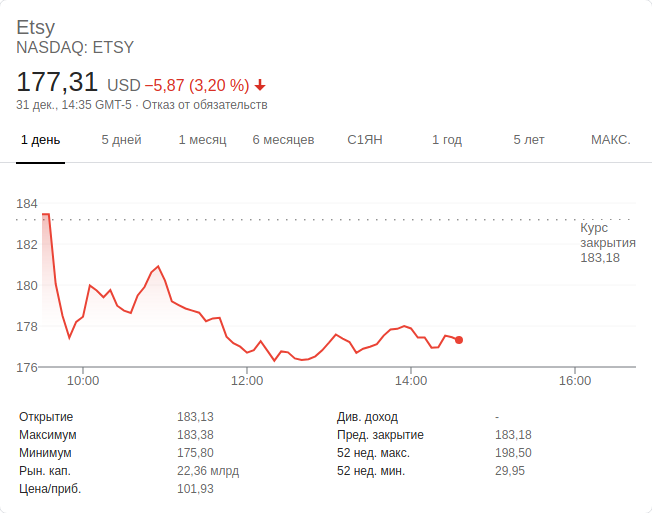 Etsy
NASDAQ: ETSY
177,31 USD −5,87 (3,20 %)
31 дек., 14:35 GMT-5 · Отказ от обязательств
1 день 5 дней 1 месяц 6 месяцев С1ЯН 1 год 5 лет МАКС.
184
182
180
178
176
Курс
закрытия
183,18
10:00 12:00 14:00 16:00
Открытие 183,13 Див. доход -
Максимум 183,38 Пред. закрытие 183,18
Минимум 175,80 52 нед. макс. 198,50
Рын. кап. 22,36 млрд 52 нед. мин. 29,95
Цена/приб. 101,93